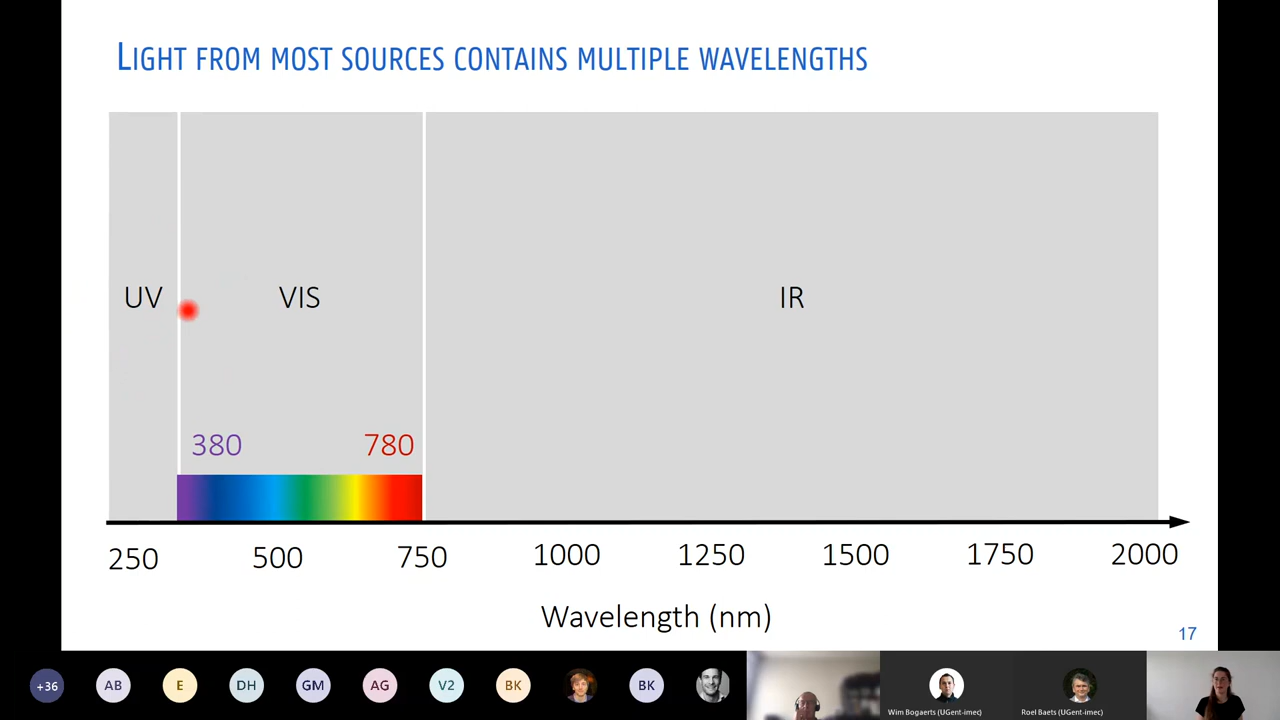 LIGHT FROM MOST SOURCES CONTAINS MULTIPLE WAVELENGTHS
UV
VIS
IR
380
780
250
500
750
1000
1250
1500
1750
2000
Wavelength (nm)
17
+36
AB
E
DH
GM
AG
V2
BK
BK
Wim Bogaerts (UGent-imec)
Roel Baets (UGent-imec)